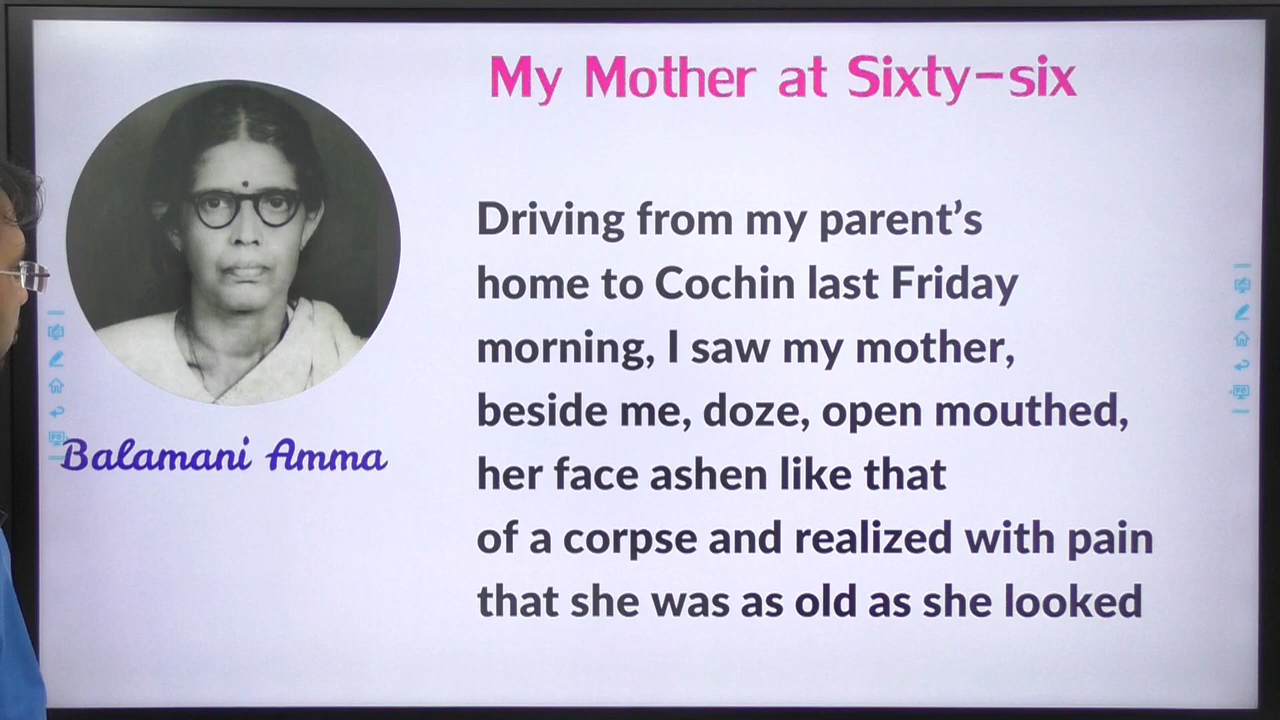 My Mother at Sixty-six
Driving from my parent's
home to Cochin last Friday
morning, I saw my mother,
beside me, doze, open mouthed,
her face ashen like that
of a corpse and realized with pain
that she was as old as she looked
Balamani Amma